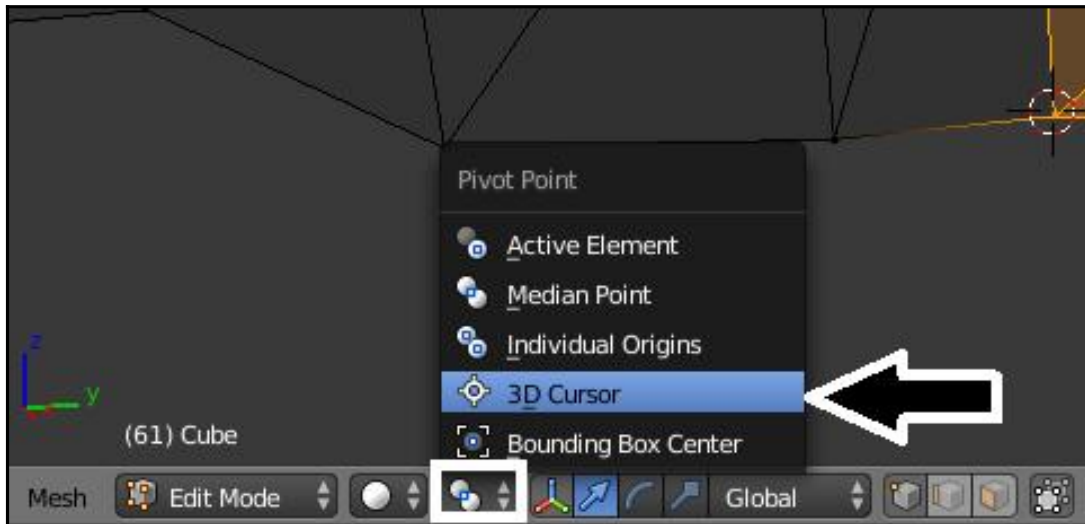 Pivot Point
Active Element
Median Point
Individual Origins
3D Cursor
Bounding Box Center
z
y
(61) Cube
Mesh Edit Mode Global